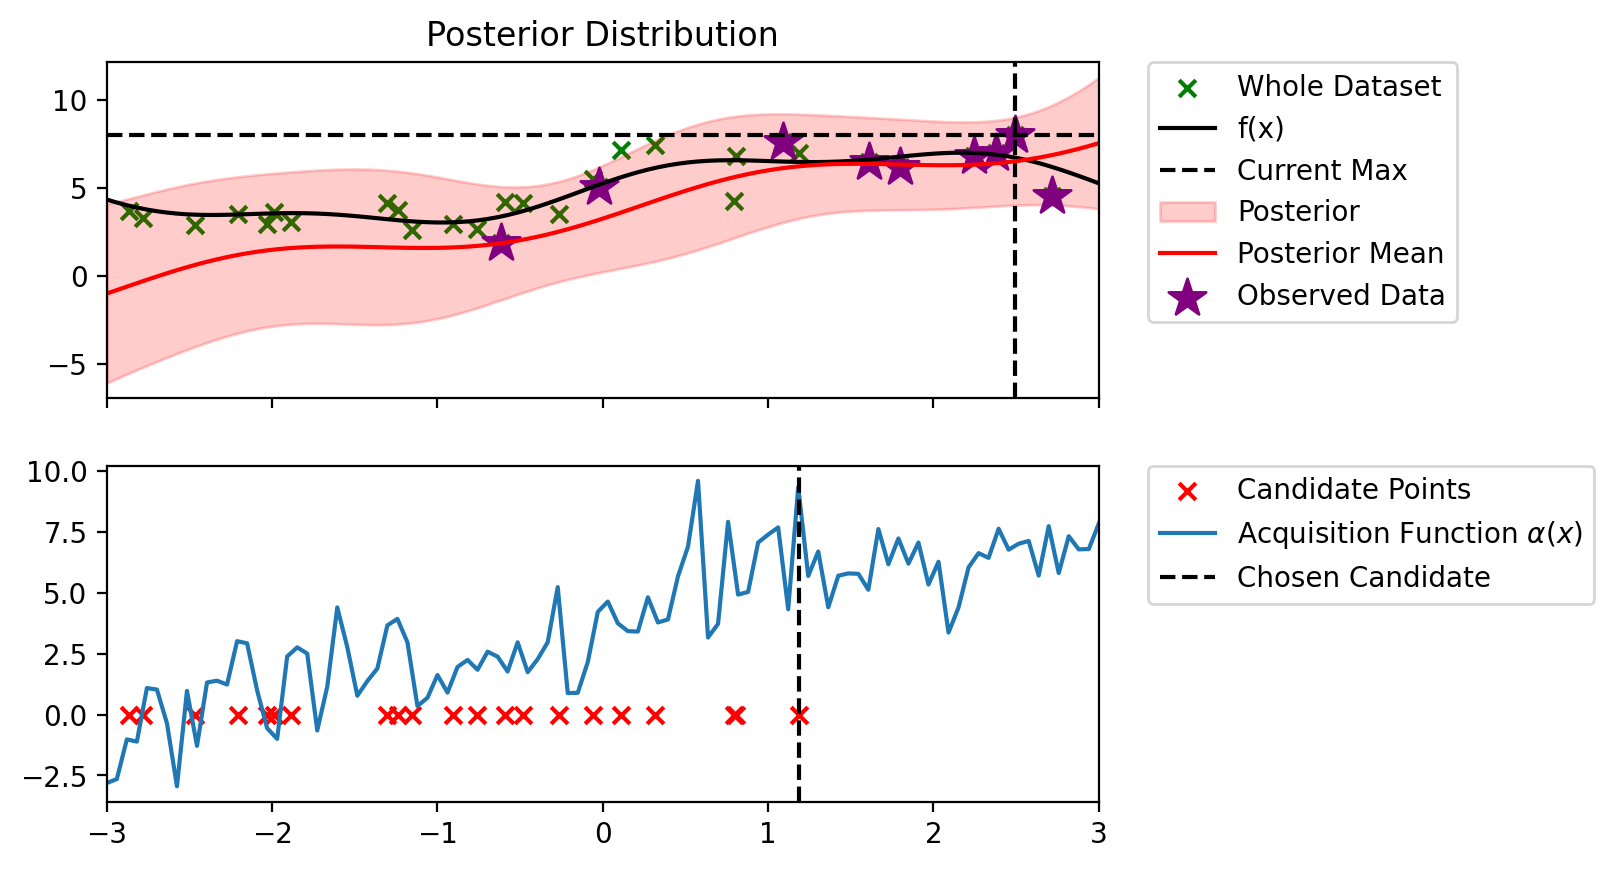 Posterior Distribution
10
5
0
−5
Whole Dataset
f(x)
Current Max
Posterior
Posterior Mean
Observed Data
10.0
7.5
5.0
2.5
0.0
−2.5
−3 −2 −1 0 1 2 3
Candidate Points
Acquisition Function α(x)
Chosen Candidate